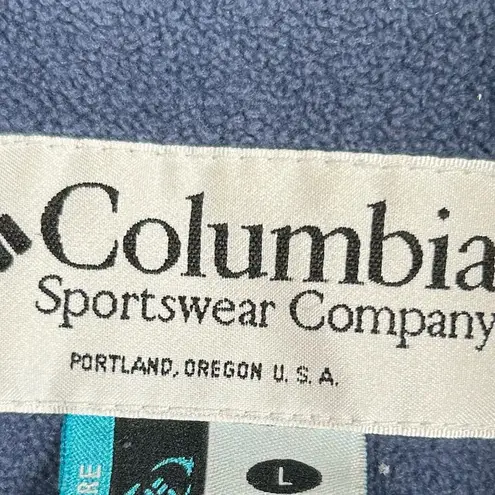 Columbia
Sportswear Company
PORTLAND, OREGON U.S.A.
L